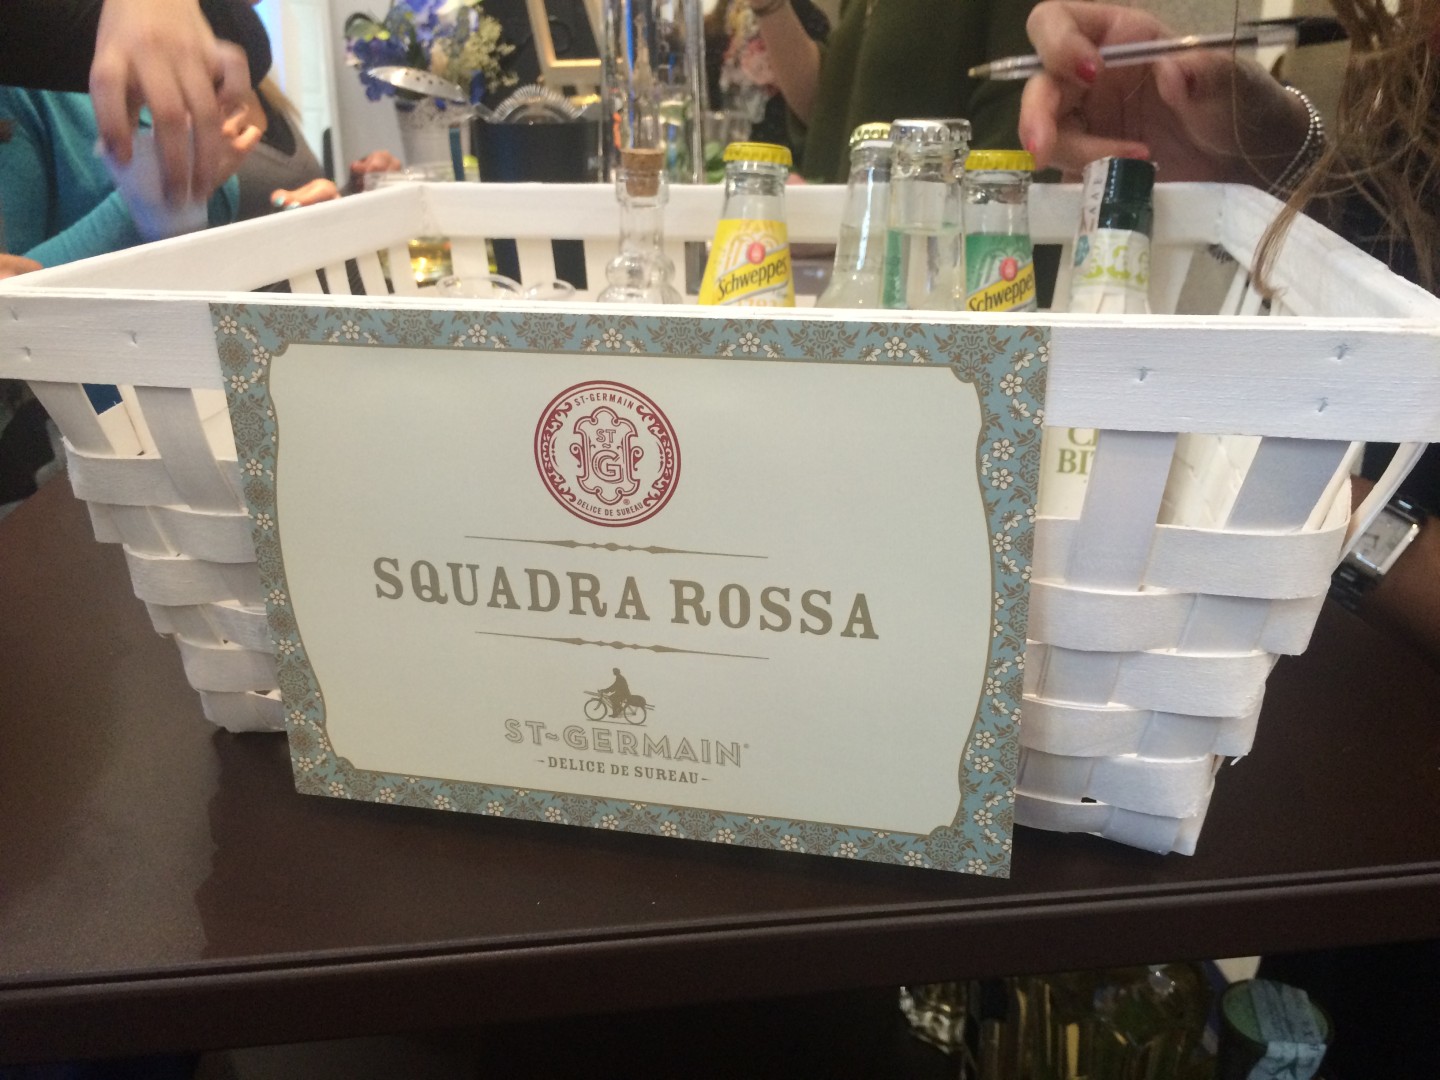 Schweppes
Schweppes
ST-GERMAIN
ST-
G
DELICE DE SUREAU
SQUADRA ROSSA
ST-GERMAIN
-DELICE DE SUREAU-